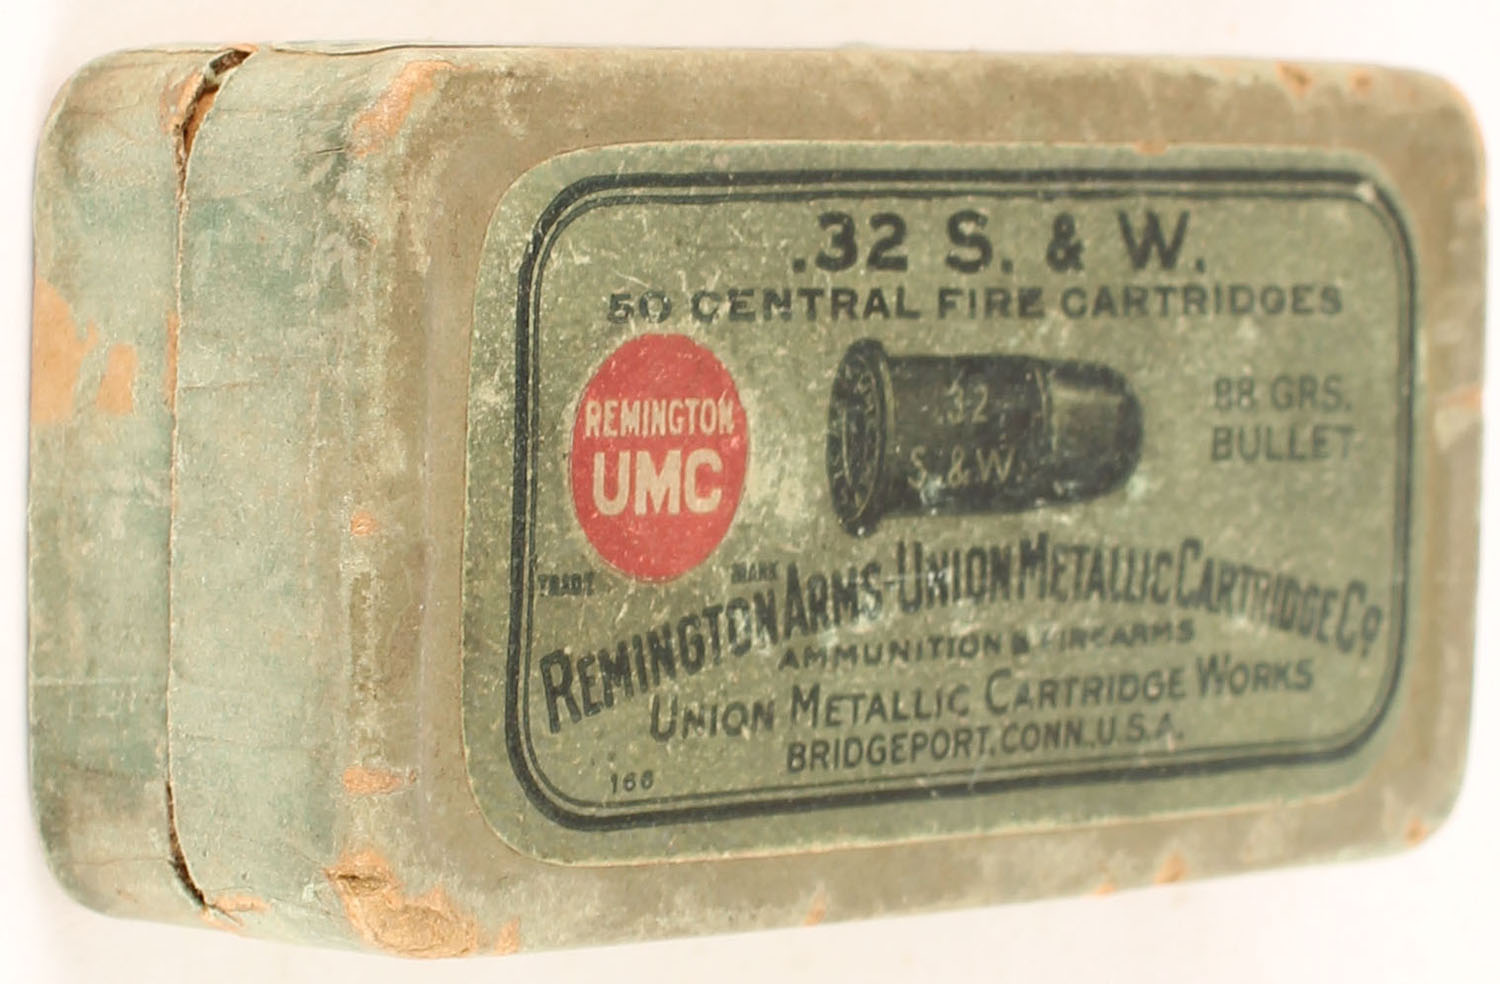 .32 S. & W.
50 CENTRAL FIRE CARTRIDGES
REMINGTON
UMC
TRADE MARK
.32
S. & W.
88 GRS.
BULLET
REMINGTON ARMS-UNION METALLIC CARTRIDGE CO
AMMUNITION & FIREARMS
UNION METALLIC CARTRIDGE WORKS
BRIDGEPORT, CONN., U.S.A.
166